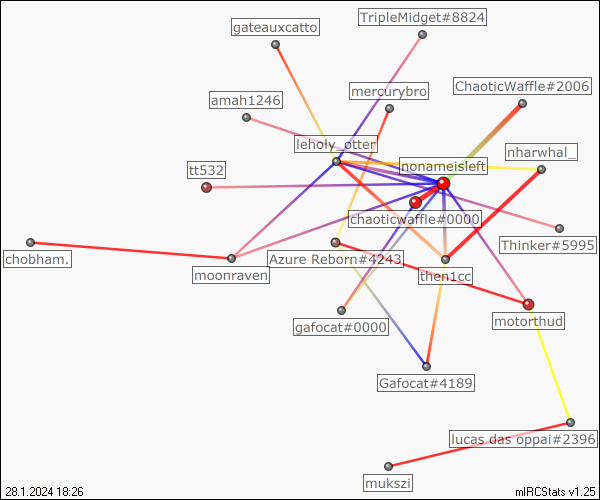 TripleMidget#8824
gateauxcatto
ChaoticWaffle#2006
mercurybro
amah1246
leholy_otter
nharwhal_
nonameisleft
tt532
chaoticwaffle#0000
Thinker#5995
chobham.
Azure Reborn#4243
moonraven
then1cc
gafocat#0000
motorthud
Gafocat#4189
lucas das oppai#2396
mukszi
28.1.2024 18:26
mIRCStats v1.25